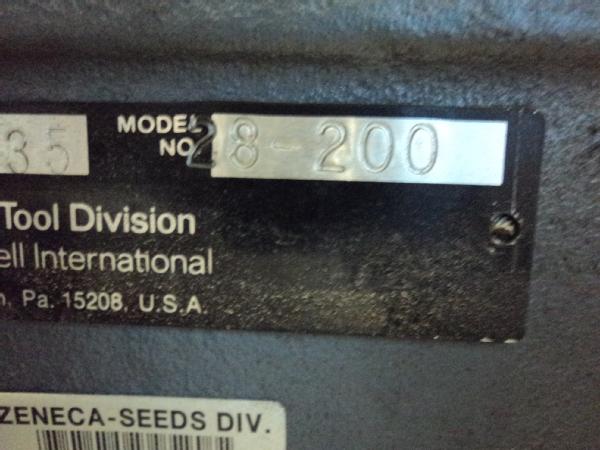 35 MODEL NO. 28-200
Tool Division
ell International
n, Pa. 15208, U.S.A.
ZENECA-SEEDS DIV.